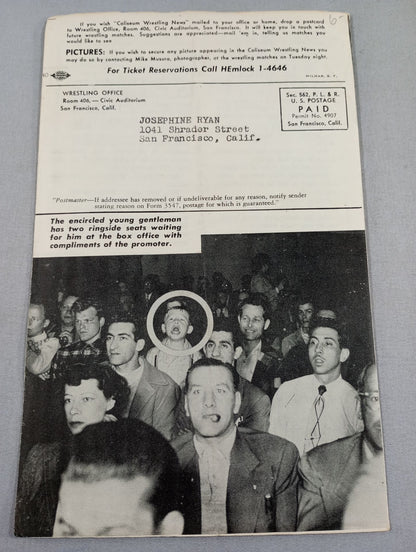 If you wish "Coliseum Wrestling News" mailed to your office or home, drop a postcard
to Wrestling Office, Room 406, Civic Auditorium, San Francisco. It will keep you in touch with
future wrestling matches. Suggestions are appreciated—mail 'em in, telling us matches you
would like to see
PICTURES: If you wish to secure any picture appearing in the Coliseum Wrestling News you
may do so by contacting Mike Musura, photographer, at the wrestling matches on Tuesday night.
For Ticket Reservations Call HEmlock 1-4646
WRESTLING OFFICE
Room 406, — Civic Auditorium
San Francisco, Calif.
Sec. 562, P. L. & R.
U. S. POSTAGE
PAID
Permit No. 4907
San Francisco, Calif.
JOSEPHINE RYAN
1041 Shrader Street
San Francisco, Calif.
"Postmaster—If addressee has removed or if undeliverable for any reason, notify sender
stating reason on Form 3547, postage for which is guaranteed."
The encircled young gentleman
has two ringside seats waiting
for him at the box office with
compliments of the promoter.